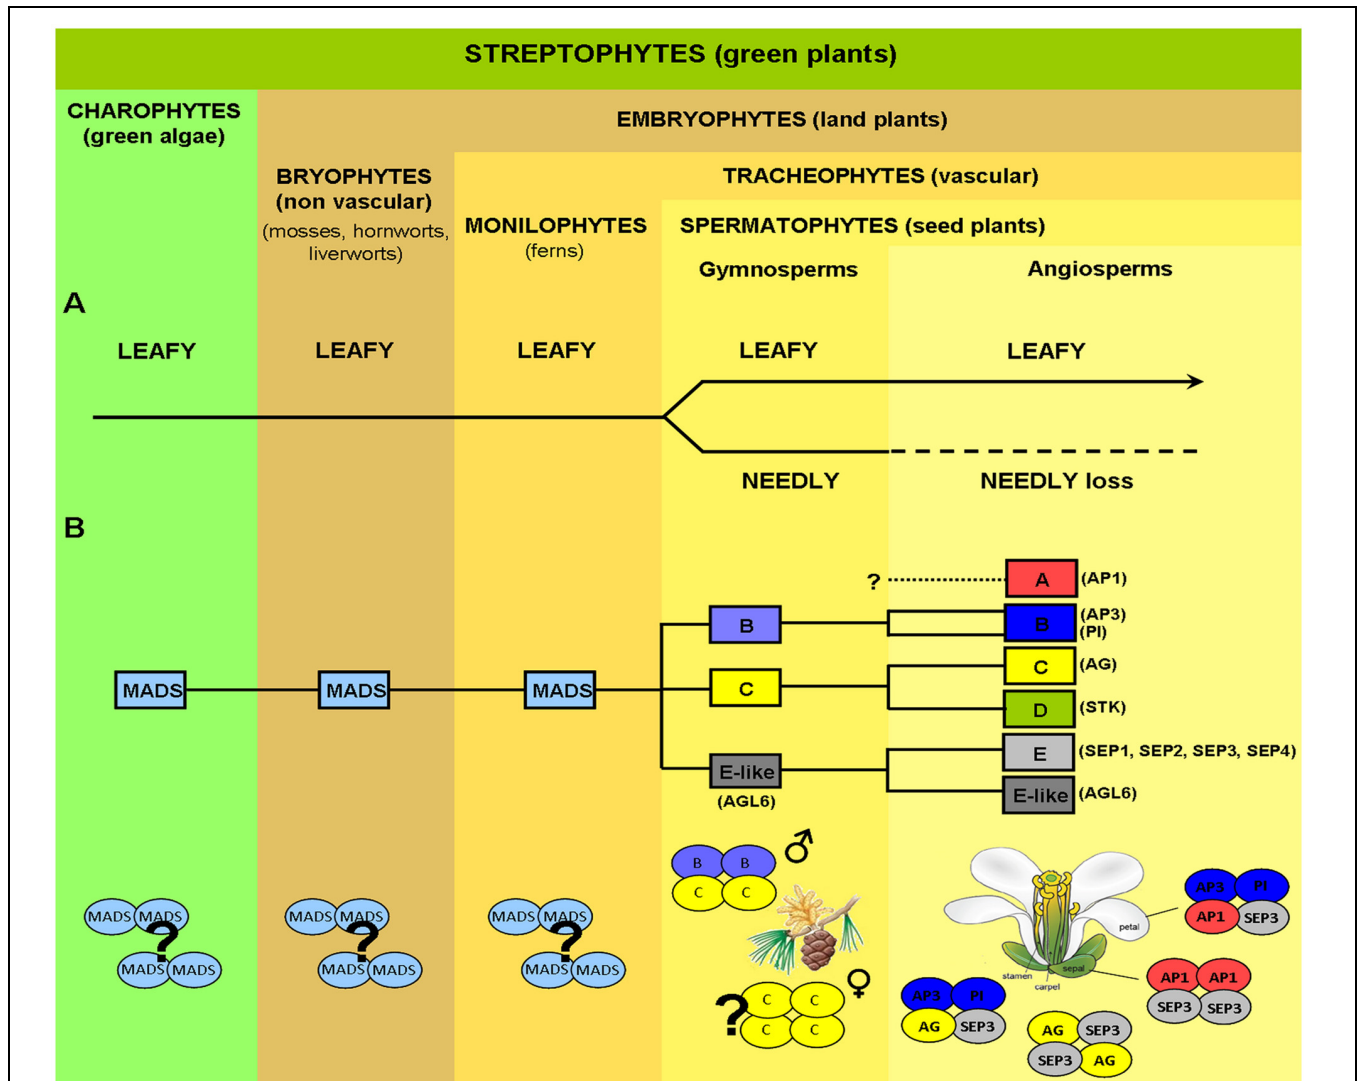 STREPTOPHYTES (green plants)
CHAROPHYTES
(green algae)
EMBRYOPHYTES (land plants)
BRYOPHYTES
(non vascular)
(mosses, hornworts,
liverworts)
TRACHEOPHYTES (vascular)
MONILOPHYTES
(ferns)
SPERMATOPHYTES (seed plants)
Gymnosperms
Angiosperms
A
LEAFY
LEAFY
LEAFY
LEAFY
LEAFY
NEEDLY
NEEDLY loss
B
?
A
(AP1)
B
B
(AP3)
(PI)
MADS
MADS
MADS
C
C
(AG)
D
(STK)
E-like
(AGL6)
E
(SEP1, SEP2, SEP3, SEP4)
E-like
(AGL6)
MADS MADS
?
MADS MADS
MADS MADS
?
MADS MADS
MADS MADS
?
MADS MADS
B B
C C
♂
♀
?
C C
C C
petal
sepal
stamen
carpel
AP3 PI
AP1 SEP3
AP1 AP1
SEP3 SEP3
AP3 PI
AG SEP3
AG SEP3
SEP3 AG